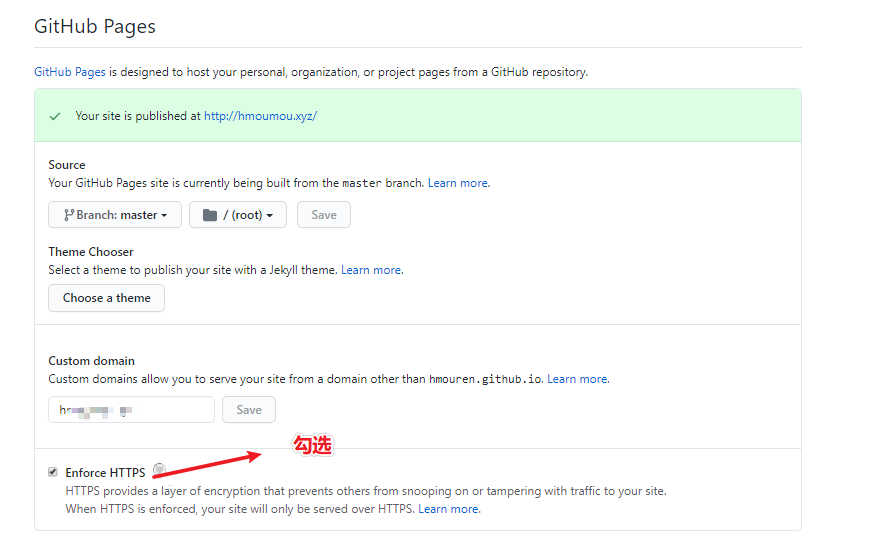 GitHub Pages
GitHub Pages is designed to host your personal, organization, or project pages from a GitHub repository.
Your site is published at http://hmoumou.xyz/
Source
Your GitHub Pages site is currently being built from the master branch. Learn more.
Branch: master / (root) Save
Theme Chooser
Select a theme to publish your site with a Jekyll theme. Learn more.
Choose a theme
Custom domain
Custom domains allow you to serve your site from a domain other than hmouren.github.io. Learn more.
Save
勾选
Enforce HTTPS
HTTPS provides a layer of encryption that prevents others from snooping on or tampering with traffic to your site.
When HTTPS is enforced, your site will only be served over HTTPS. Learn more.